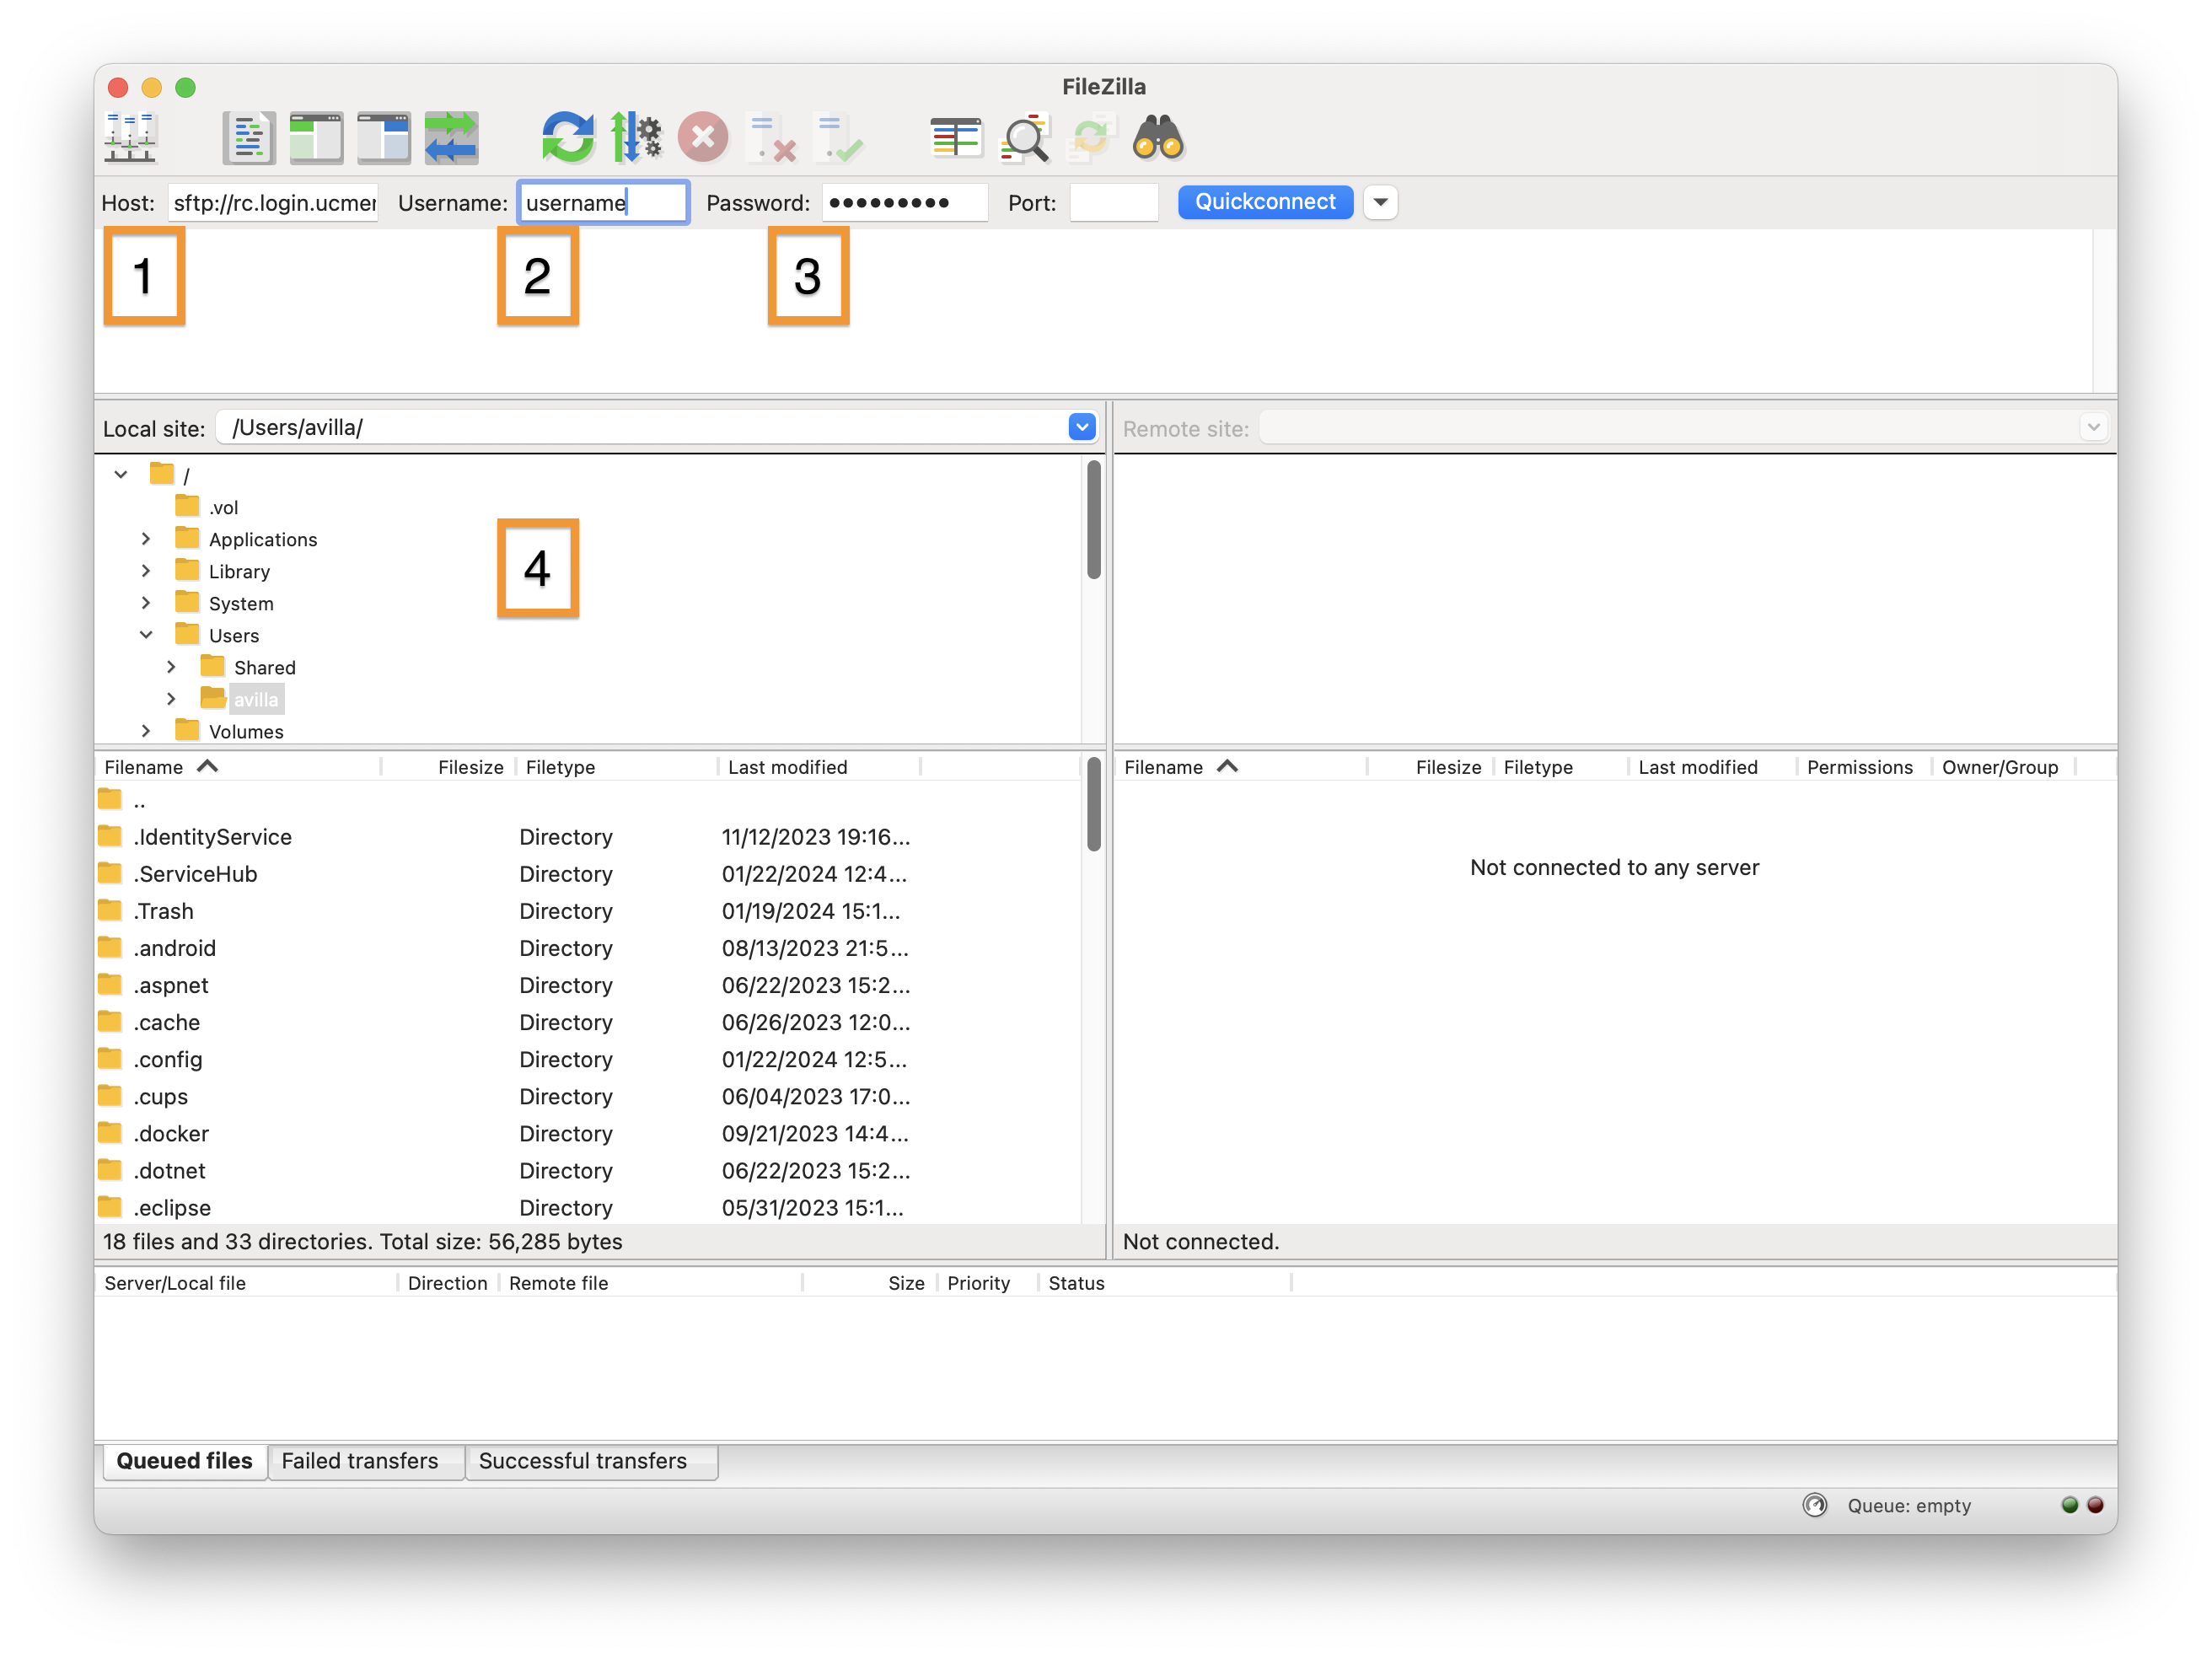 FileZilla
Host: sftp://rc.login.ucmer Username: username Password: ●●●●●●●●● Port: Quickconnect
1 2 3
Local site: /Users/avilla/ Remote site:
/
.vol
Applications
Library
System
Users
Shared
avilla
Volumes
4
Filename Filesize Filetype Last modified
..
.IdentityService Directory 11/12/2023 19:16...
.ServiceHub Directory 01/22/2024 12:4...
.Trash Directory 01/19/2024 15:1...
.android Directory 08/13/2023 21:5...
.aspnet Directory 06/22/2023 15:2...
.cache Directory 06/26/2023 12:0...
.config Directory 01/22/2024 12:5...
.cups Directory 06/04/2023 17:0...
.docker Directory 09/21/2023 14:4...
.dotnet Directory 06/22/2023 15:2...
.eclipse Directory 05/31/2023 15:1...
18 files and 33 directories. Total size: 56,285 bytes
Filename Filesize Filetype Last modified Permissions Owner/Group
Not connected to any server
Not connected.
Server/Local file Direction Remote file Size Priority Status
Queued files Failed transfers Successful transfers
Queue: empty